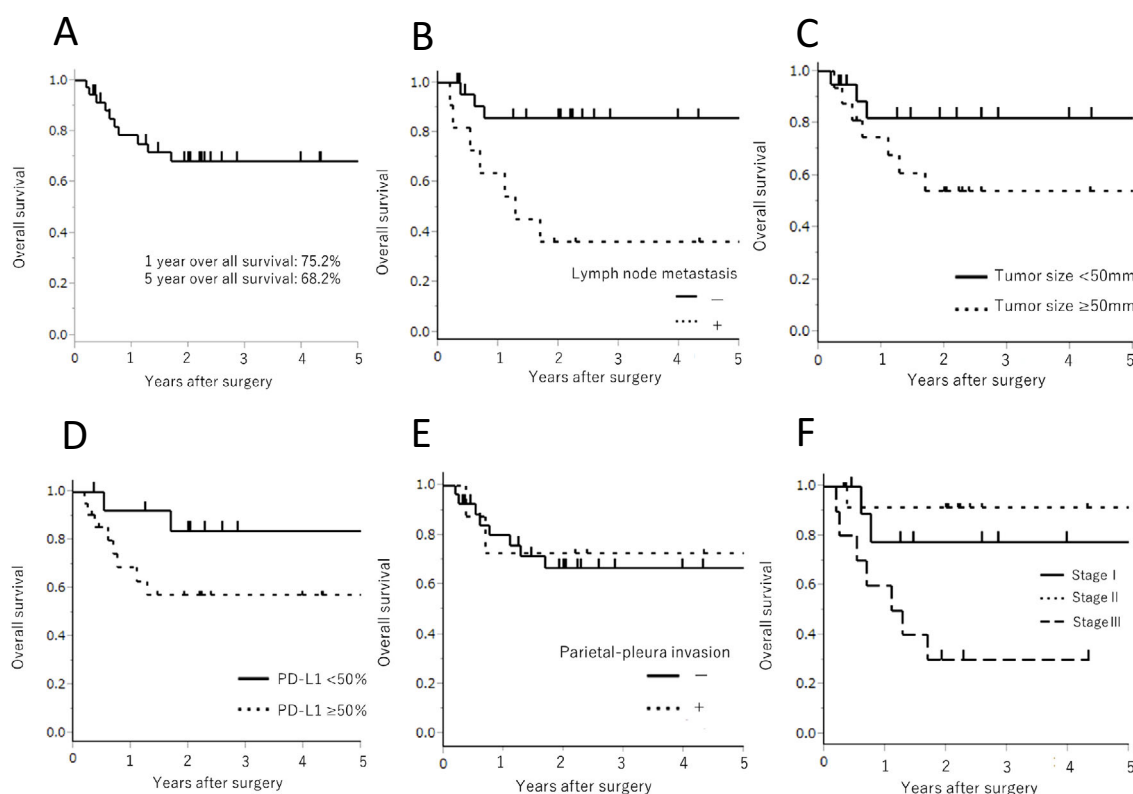 A
Overall survival
1.0
0.8
0.6
0.4
0.2
0.0
1 year over all survival: 75.2%
5 year over all survival: 68.2%
0 1 2 3 4 5
Years after surgery
B
Overall survival
1.0
0.8
0.6
0.4
0.2
0.0
Lymph node metastasis
—
+
0 1 2 3 4 5
Years after surgery
C
Overall survival
1.0
0.8
0.6
0.4
0.2
0.0
Tumor size <50mm
Tumor size ≥50mm
0 1 2 3 4 5
Years after surgery
D
Overall survival
1.0
0.8
0.6
0.4
0.2
0.0
PD-L1 <50%
PD-L1 ≥50%
0 1 2 3 4 5
Years after surgery
E
Overall survival
1.0
0.8
0.6
0.4
0.2
0.0
Parietal-pleura invasion
—
+
0 1 2 3 4 5
Years after surgery
F
Overall survival
1.0
0.8
0.6
0.4
0.2
0.0
Stage I
Stage II
Stage III
0 1 2 3 4 5
Years after surgery